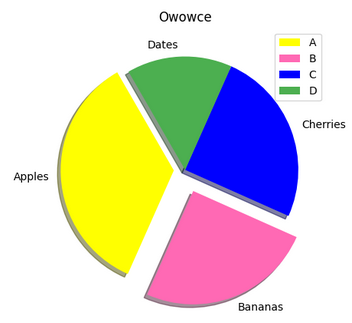 Owowce
A
B
C
D
Dates
Cherries
Apples
Bananas